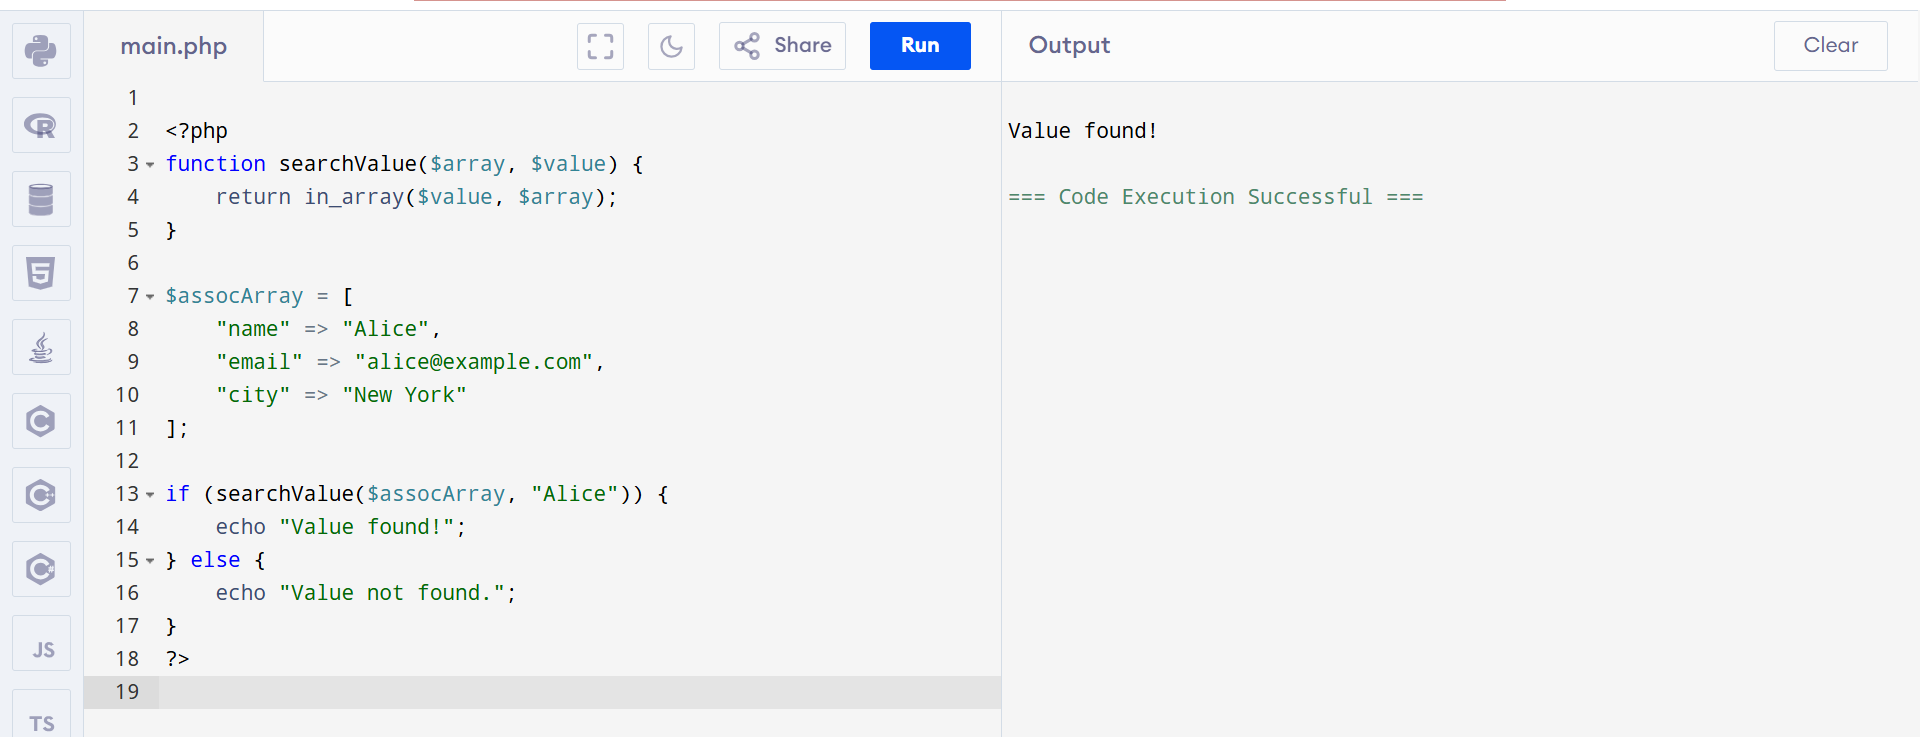 main.php
Share
Run
Output
Clear
1
2 <?php
3 function searchValue($array, $value) {
4     return in_array($value, $array);
5 }
6
7 $assocArray = [
8     "name" => "Alice",
9     "email" => "alice@example.com",
10     "city" => "New York"
11 ];
12
13 if (searchValue($assocArray, "Alice")) {
14     echo "Value found!";
15 } else {
16     echo "Value not found.";
17 }
18 ?>
19
Value found!
=== Code Execution Successful ===
R
5
C
C++
C#
JS
TS